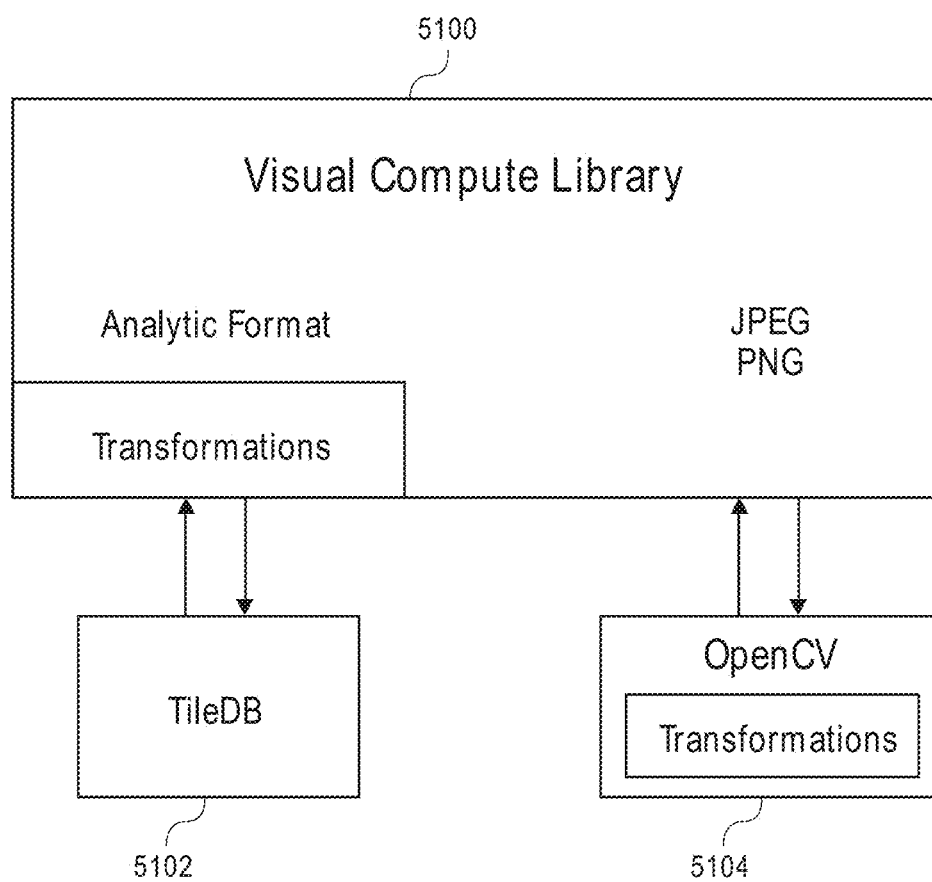 5100
Visual Compute Library
Analytic Format
JPEG
PNG
Transformations
TileDB
OpenCV
Transformations
5102
5104